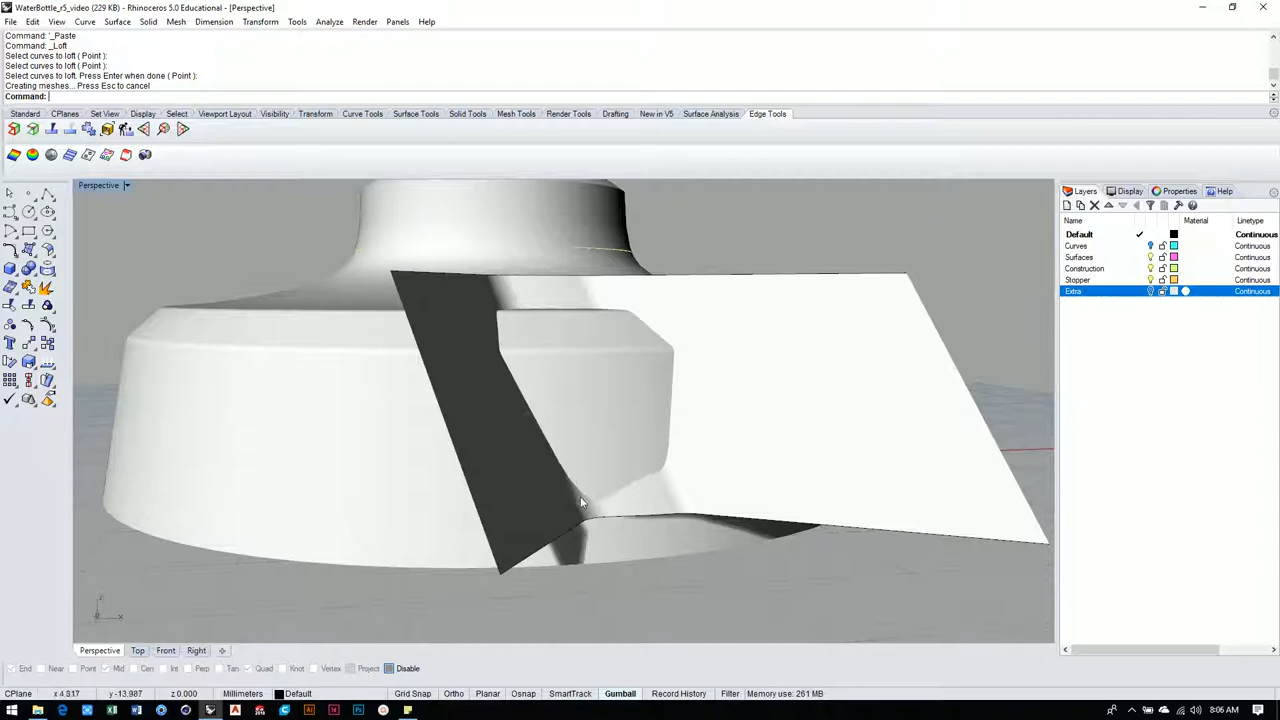 WaterBottle_r5_video (229 KB) - Rhinoceros 5.0 Educational - [Perspective]
File Edit View Curve Surface Solid Mesh Dimension Transform Tools Analyze Render Panels Help
Command: '_Paste
Command: _Loft
Select curves to loft ( Point ):
Select curves to loft ( Point ):
Select curves to loft. Press Enter when done ( Point ):
Creating meshes... Press Esc to cancel
Command:
Standard CPlanes Set View Display Select Viewport Layout Visibility Transform Curve Tools Surface Tools Solid Tools Mesh Tools Render Tools Drafting New in V5 Surface Analysis Edge Tools
Perspective
Layers Display Properties Help
Name Material Linetype
Default Continuous
Curves Continuous
Surfaces Continuous
Construction Continuous
Stopper Continuous
Extra Continuous
z x
Perspective Top Front Right
End Near Point Mid Cen Int Perp Tan Quad Knot Vertex Project Disable
CPlane x 4.817 y -13.987 z 0.000 Millimeters Default Grid Snap Ortho Planar Osnap SmartTrack Gumball Record History Filter Memory use: 261 MB
8:06 AM